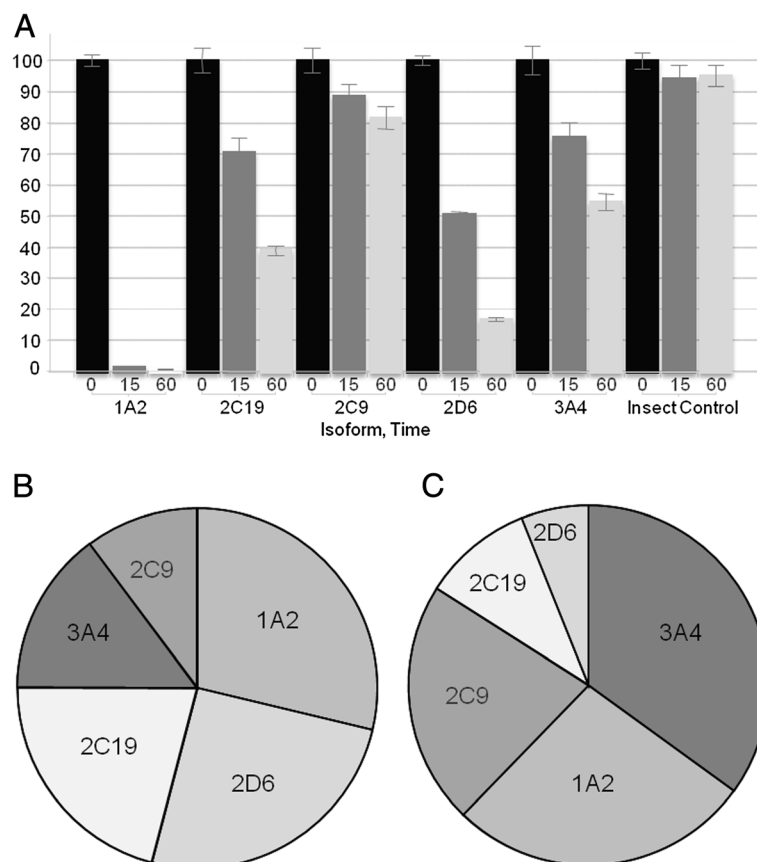 A
100
90
80
70
60
50
40
30
20
10
0
0 15 60 0 15 60 0 15 60 0 15 60 0 15 60 0 15 60
1A2 2C19 2C9 2D6 3A4 Insect Control
Isoform, Time
B
2C9
1A2
3A4
2C19
2D6
C
2D6
2C19
3A4
2C9
1A2